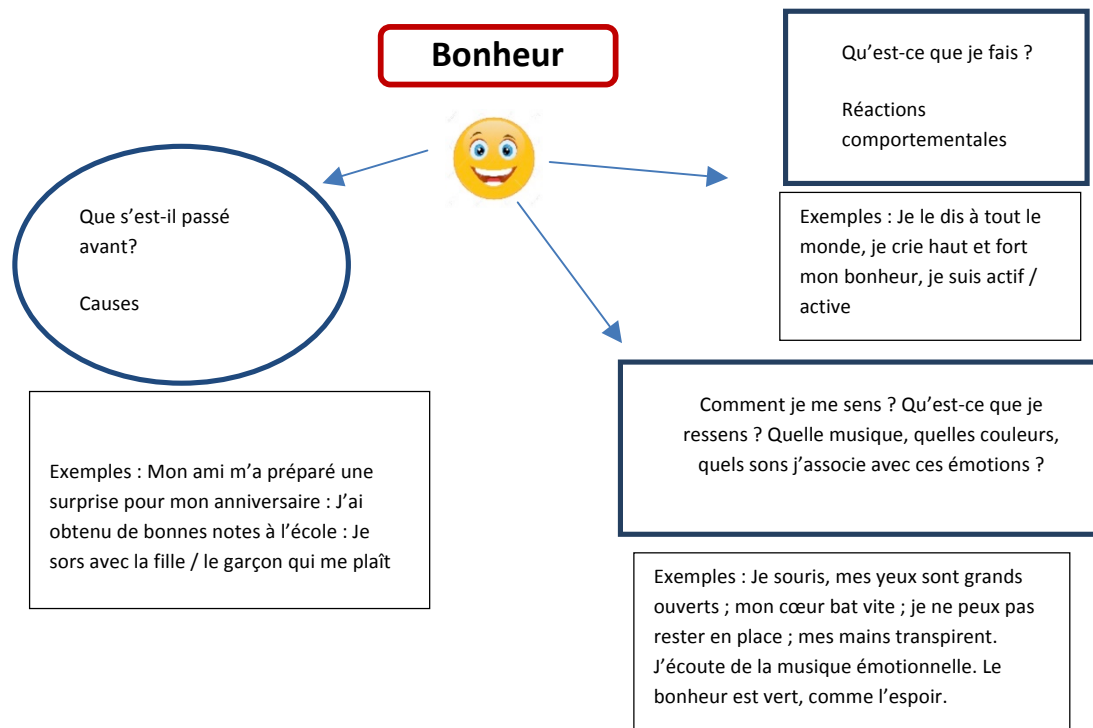 Bonheur
Que s’est-il passé
avant?
Causes
Exemples : Mon ami m’a préparé une
surprise pour mon anniversaire : J’ai
obtenu de bonnes notes à l’école : Je
sors avec la fille / le garçon qui me plaît
Qu’est-ce que je fais ?
Réactions
comportementales
Exemples : Je le dis à tout le
monde, je crie haut et fort
mon bonheur, je suis actif /
active
Comment je me sens ? Qu’est-ce que je
ressens ? Quelle musique, quelles couleurs,
quels sons j’associe avec ces émotions ?
Exemples : Je souris, mes yeux sont grands
ouverts ; mon cœur bat vite ; je ne peux pas
rester en place ; mes mains transpirent.
J’écoute de la musique émotionnelle. Le
bonheur est vert, comme l’espoir.